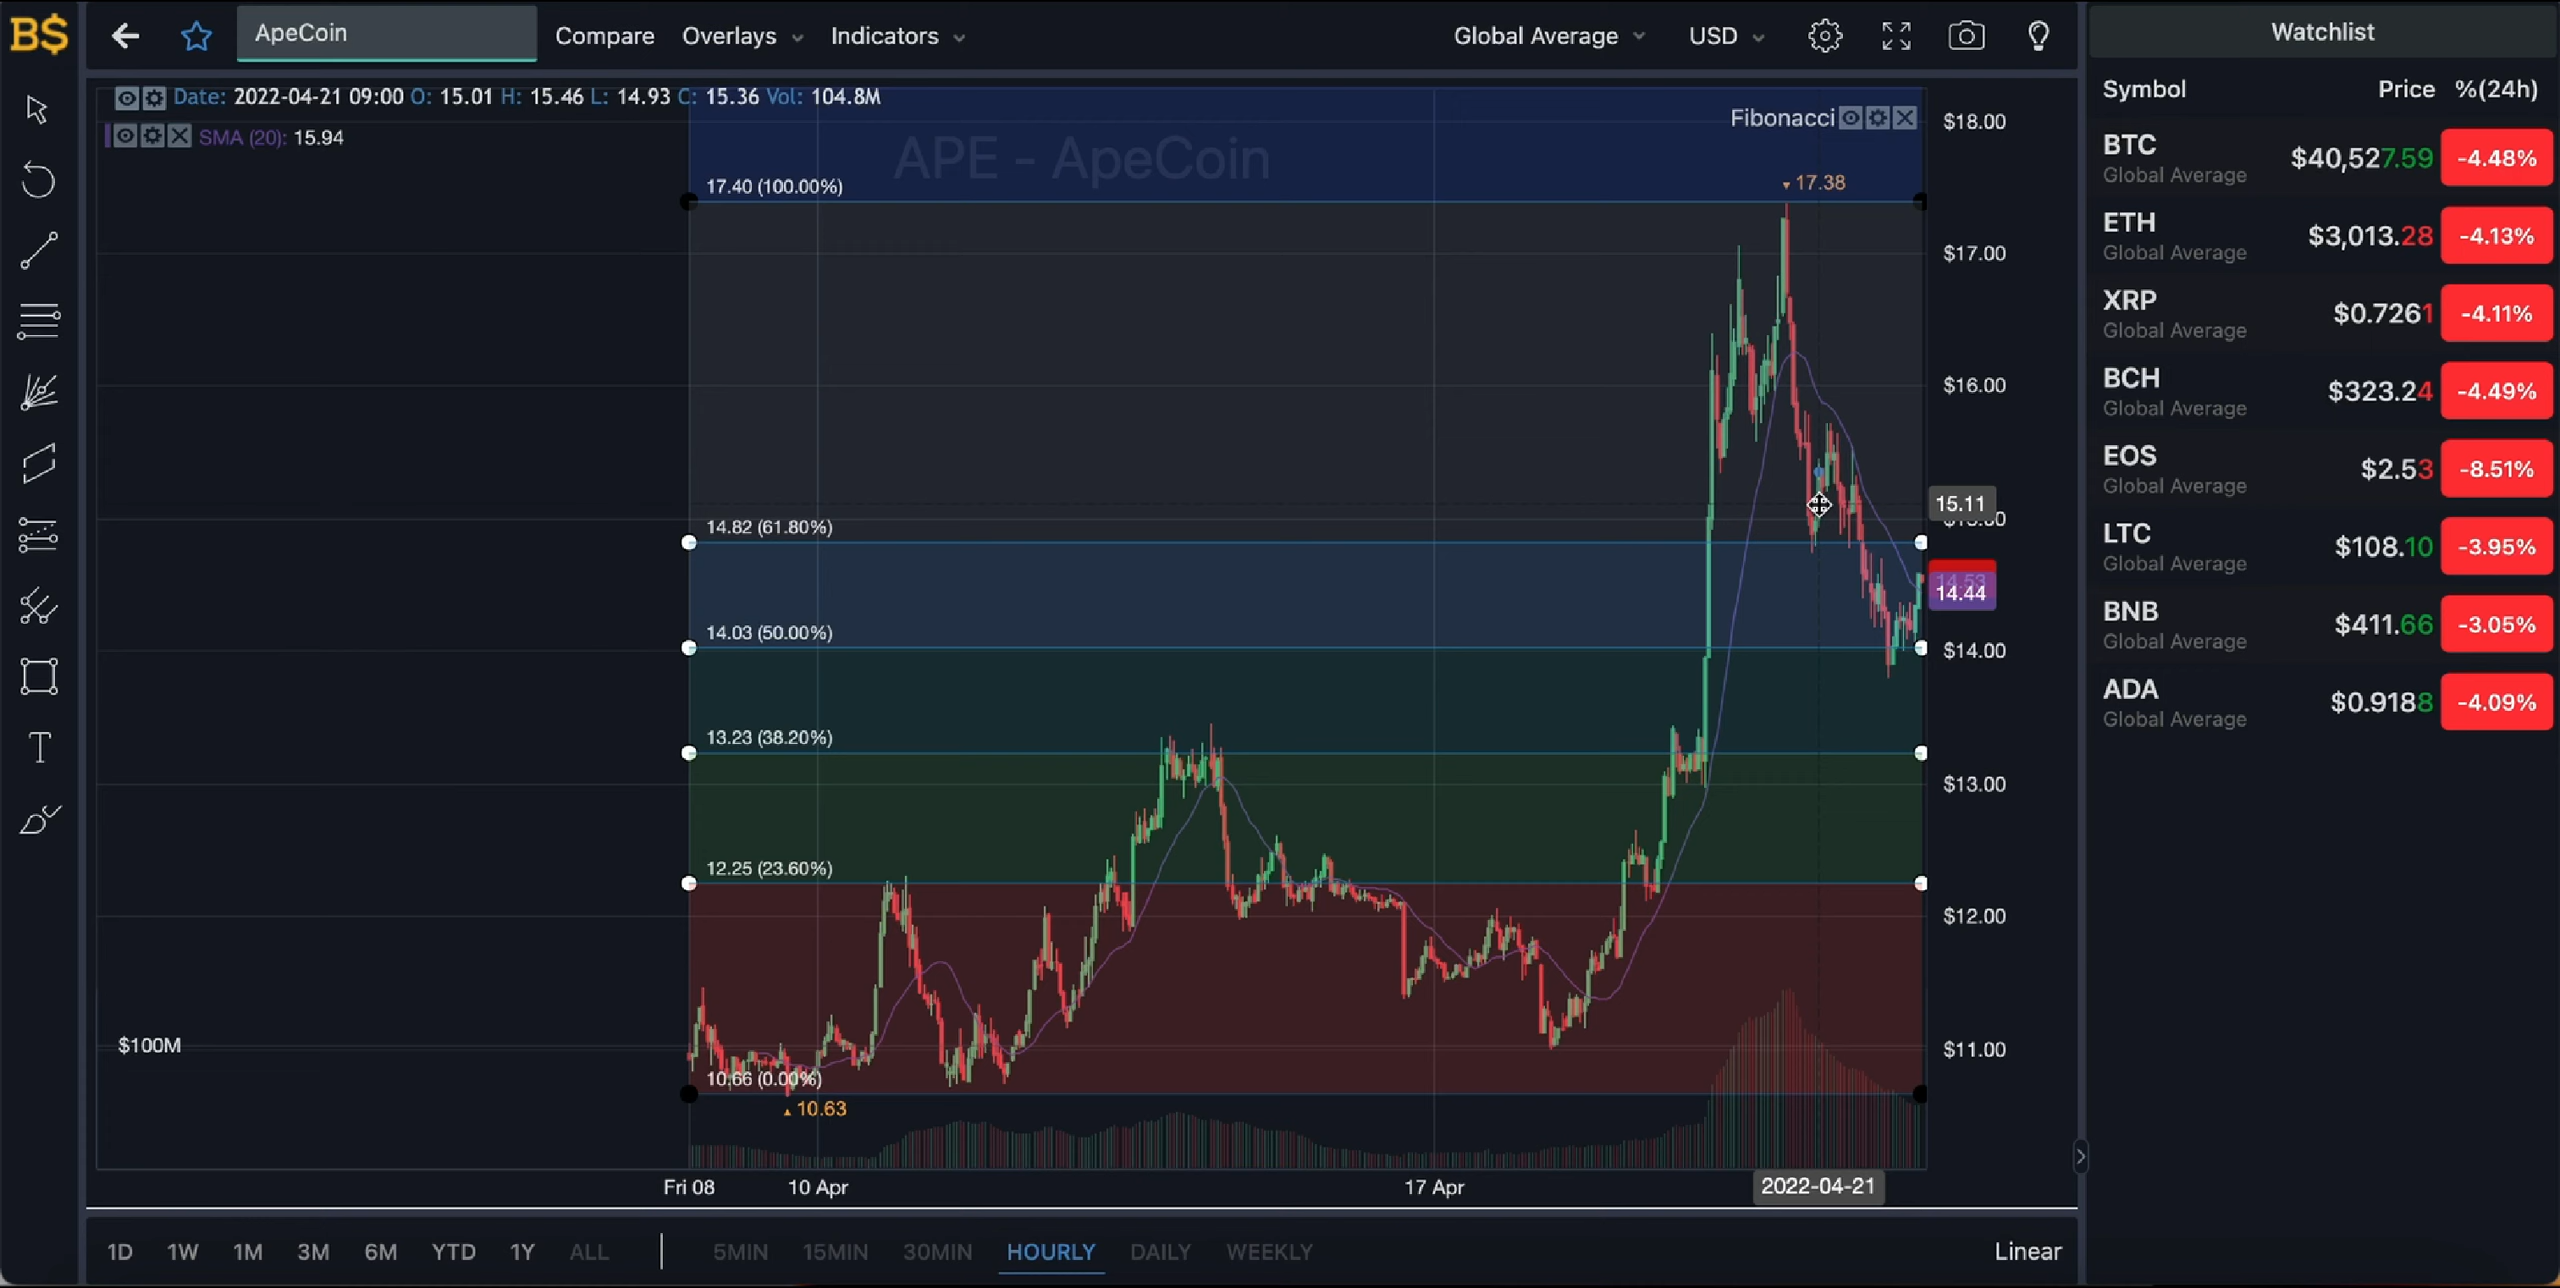 B$
ApeCoin
Compare
Overlays
Indicators
Global Average
USD
Date: 2022-04-21 09:00 O: 15.01 H: 15.46 L: 14.93 C: 15.36 Vol: 104.8M
SMA (20): 15.94
APE - ApeCoin
Fibonacci
17.40 (100.00%)
17.38
14.82 (61.80%)
14.03 (50.00%)
13.23 (38.20%)
12.25 (23.60%)
10.66 (0.00%)
10.63
$100M
$18.00
$17.00
$16.00
15.11
14.53
14.44
$14.00
$13.00
$12.00
$11.00
Fri 08
10 Apr
17 Apr
2022-04-21
1D 1W 1M 3M 6M YTD 1Y ALL
5MIN 15MIN 30MIN HOURLY DAILY WEEKLY
Linear
Watchlist
Symbol Price %(24h)
BTC $40,527.59 -4.48%
Global Average
ETH $3,013.28 -4.13%
Global Average
XRP $0.7261 -4.11%
Global Average
BCH $323.24 -4.49%
Global Average
EOS $2.53 -8.51%
Global Average
LTC $108.10 -3.95%
Global Average
BNB $411.66 -3.05%
Global Average
ADA $0.9188 -4.09%
Global Average